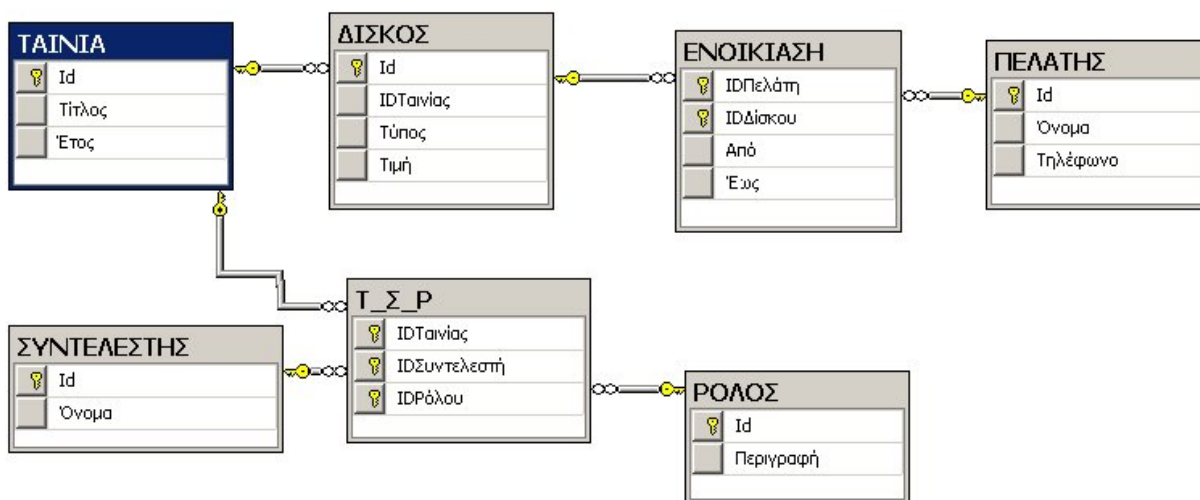 ΤΑΙΝΙΑ
Id
Τίτλος
Έτος
ΔΙΣΚΟΣ
Id
IDΤαινίας
Τύπος
Τιμή
ΕΝΟΙΚΙΑΣΗ
IDΠελάτη
IDΔίσκου
Από
Έως
ΠΕΛΑΤΗΣ
Id
Όνομα
Τηλέφωνο
ΣΥΝΤΕΛΕΣΤΗΣ
Id
Όνομα
Τ_Σ_Ρ
IDΤαινίας
IDΣυντελεστή
IDΡόλου
ΡΟΛΟΣ
Id
Περιγραφή